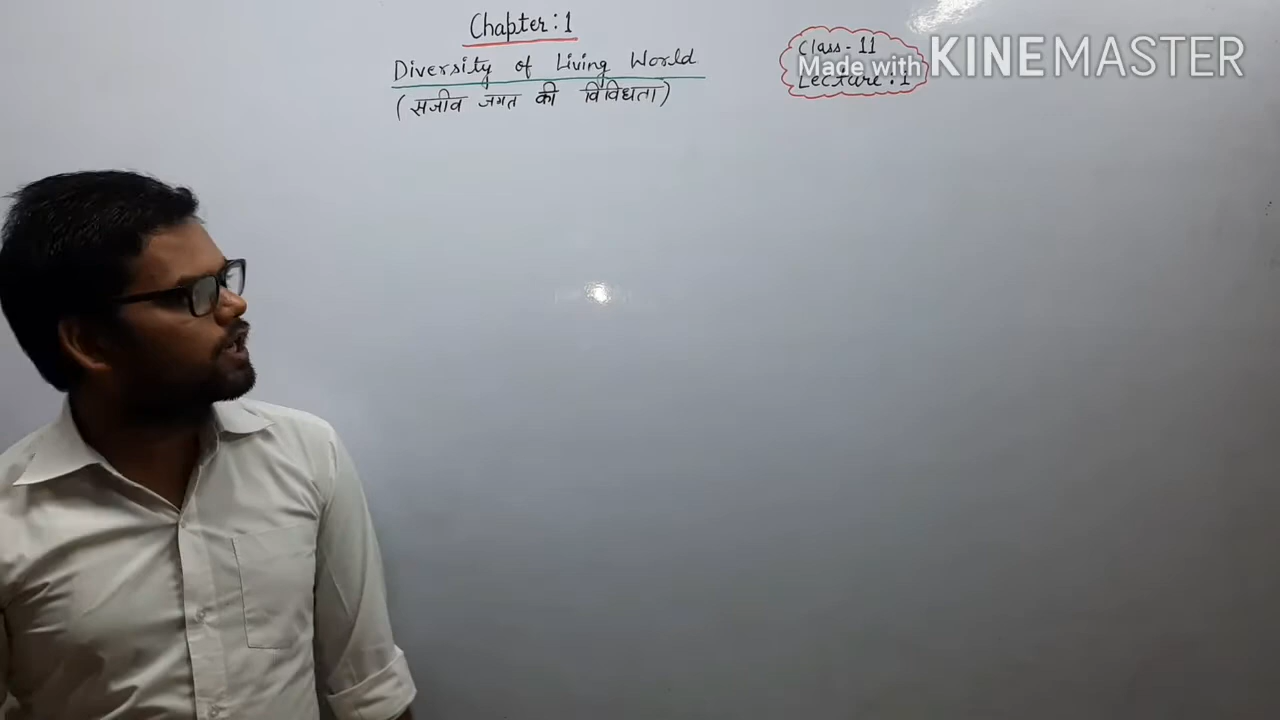 Chapter : 1
Diversity of Living World
(सजीव जगत की विविधता)
Class - 11
Lecture : 1
Made with KINEMASTER